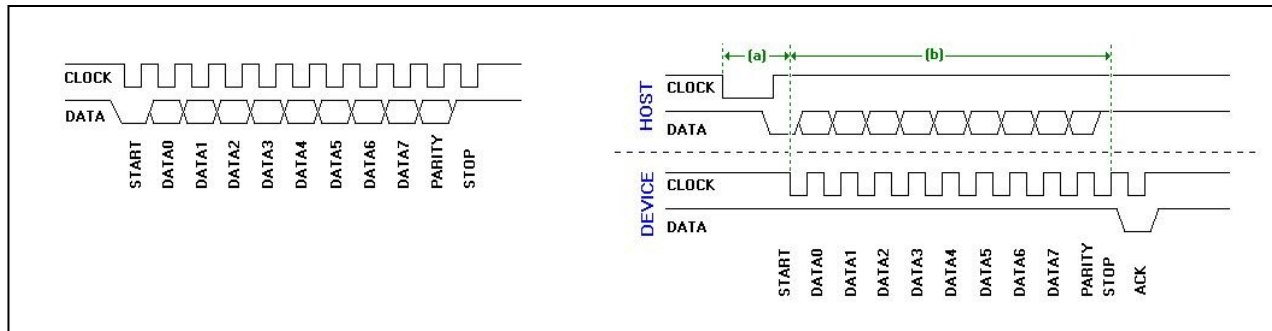 CLOCK
DATA
START
DATA0
DATA1
DATA2
DATA3
DATA4
DATA5
DATA6
DATA7
PARITY
STOP
(a)
(b)
HOST
CLOCK
DATA
DEVICE
CLOCK
DATA
START
DATA0
DATA1
DATA2
DATA3
DATA4
DATA5
DATA6
DATA7
PARITY
STOP
ACK